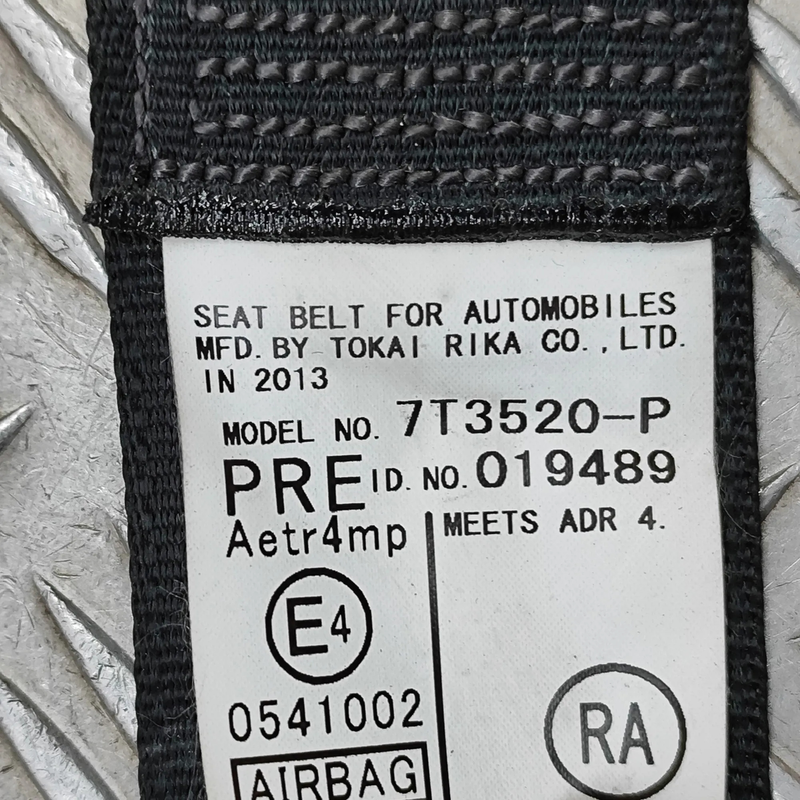 SEAT BELT FOR AUTOMOBILES
MFD. BY TOKAI RIKA CO., LTD.
IN 2013
MODEL NO. 7T3520-P
PRE ID. NO. 019489
Aetr4mp
MEETS ADR 4.
E4
0541002
AIRBAG
RA